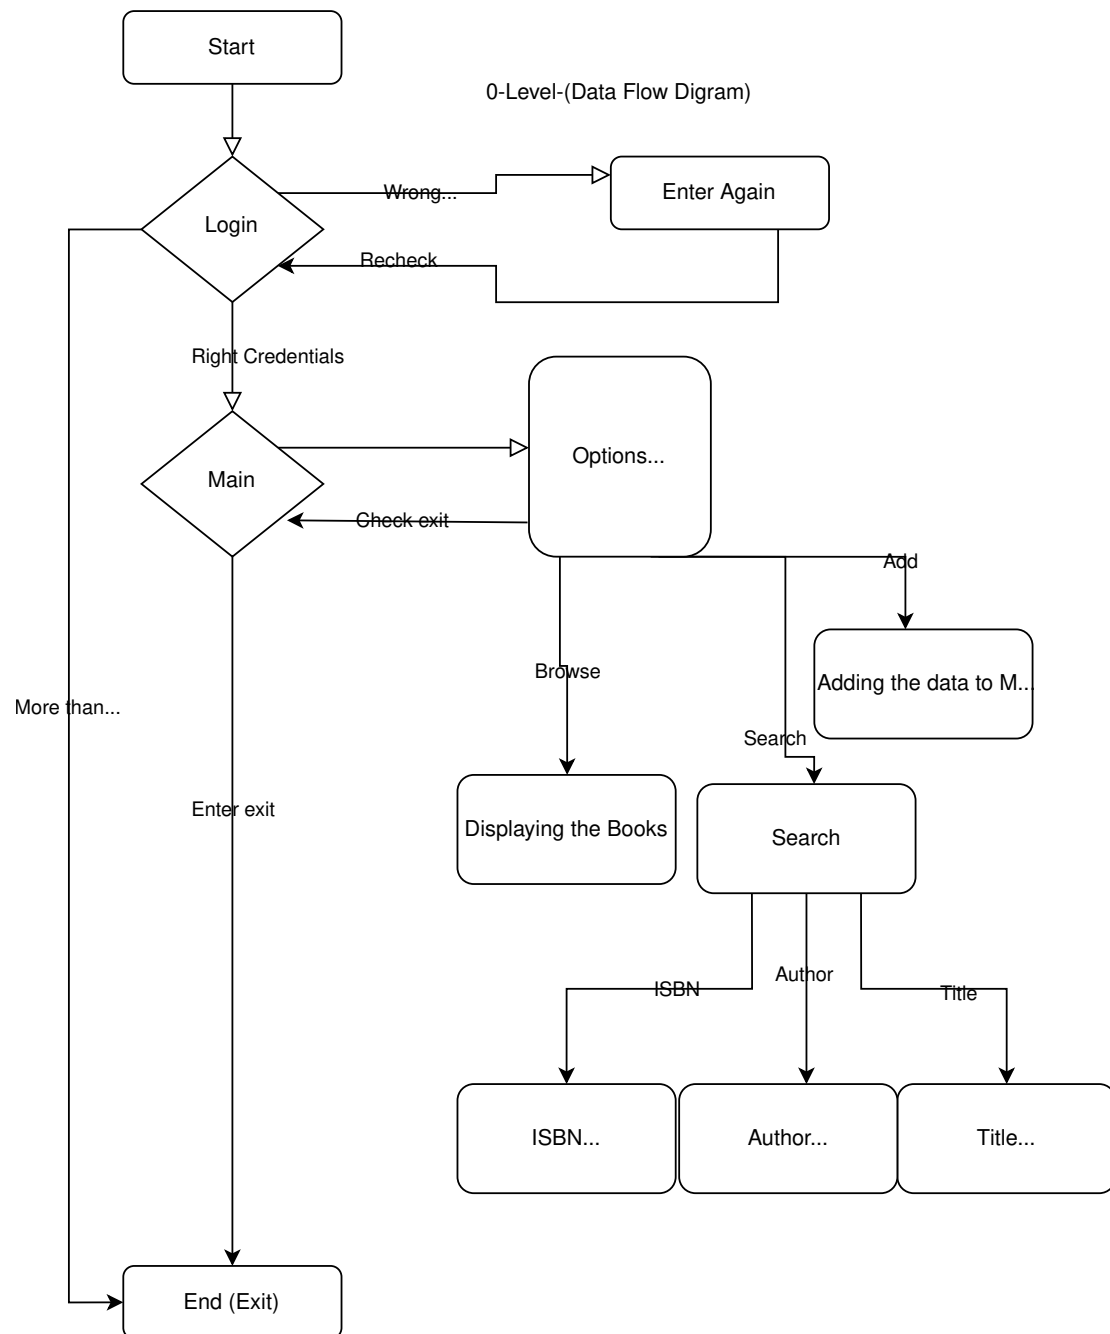 Start
0-Level-(Data Flow Digram)
Wrong...
Enter Again
Login
Recheck
Right Credentials
Options...
Main
Check exit
Add
Browse
Adding the data to M...
More than...
Search
Enter exit
Displaying the Books
Search
Author
ISBN
Title
ISBN...
Author...
Title...
End (Exit)